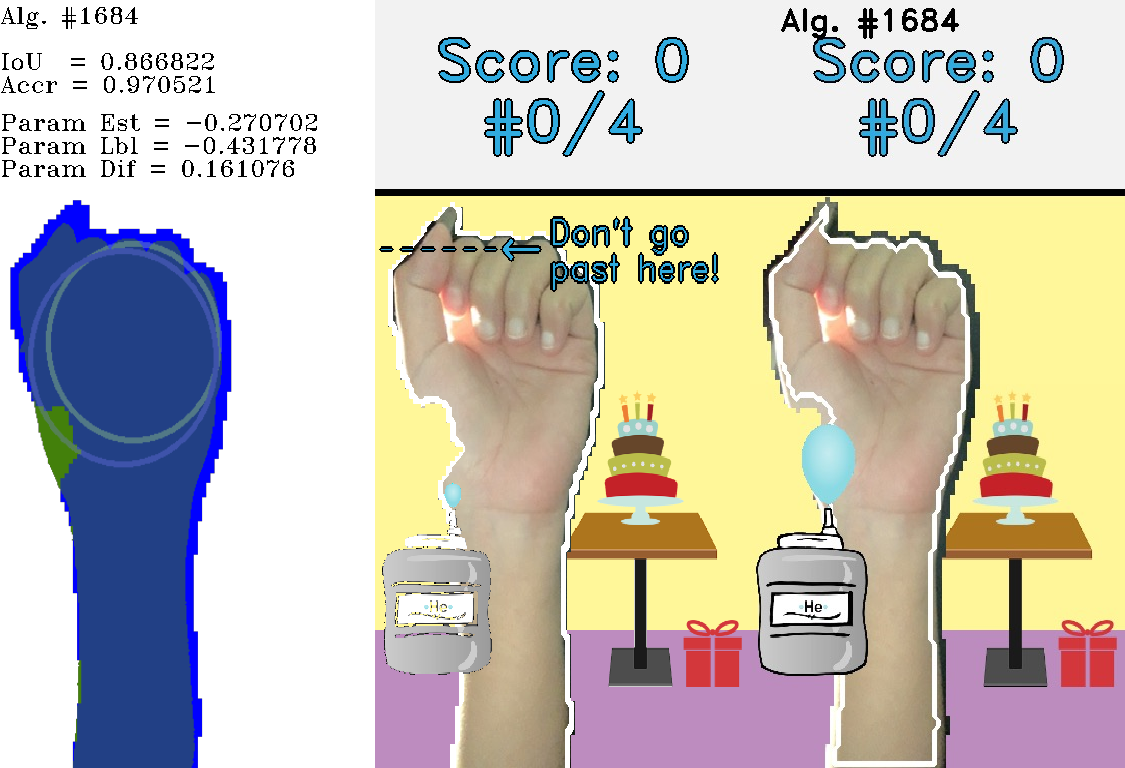 Alg. #1684
IoU = 0.866822
Accr = 0.970521
Param Est = -0.270702
Param Lbl = -0.431778
Param Dif = 0.161076
Score: 0
#0/4
Don't go
past here!
He
Alg. #1684
Score: 0
#0/4
He